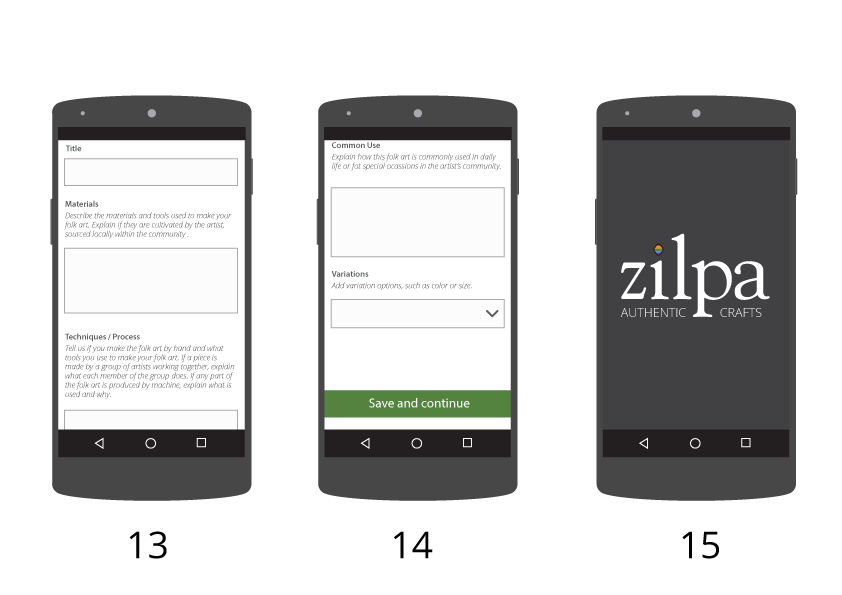 Title
Materials
Describe the materials and tools used to make your
folk art. Explain if they are cultivated by the artist,
sourced locally within the community .
Techniques / Process
Tell us if you make the folk art by hand and what
tools you use to make your folk art. If a piece is
made by a group of artists working together, explain
what each member of the group does. If any part of
the folk art is produced by machine, explain what is
used and why.
13
Common Use
Explain how this folk art is commonly used in daily
life or fot special ocassions in the artist's community.
Variations
Add variation options, such as color or size.
Save and continue
14
zilpa
AUTHENTIC CRAFTS
15